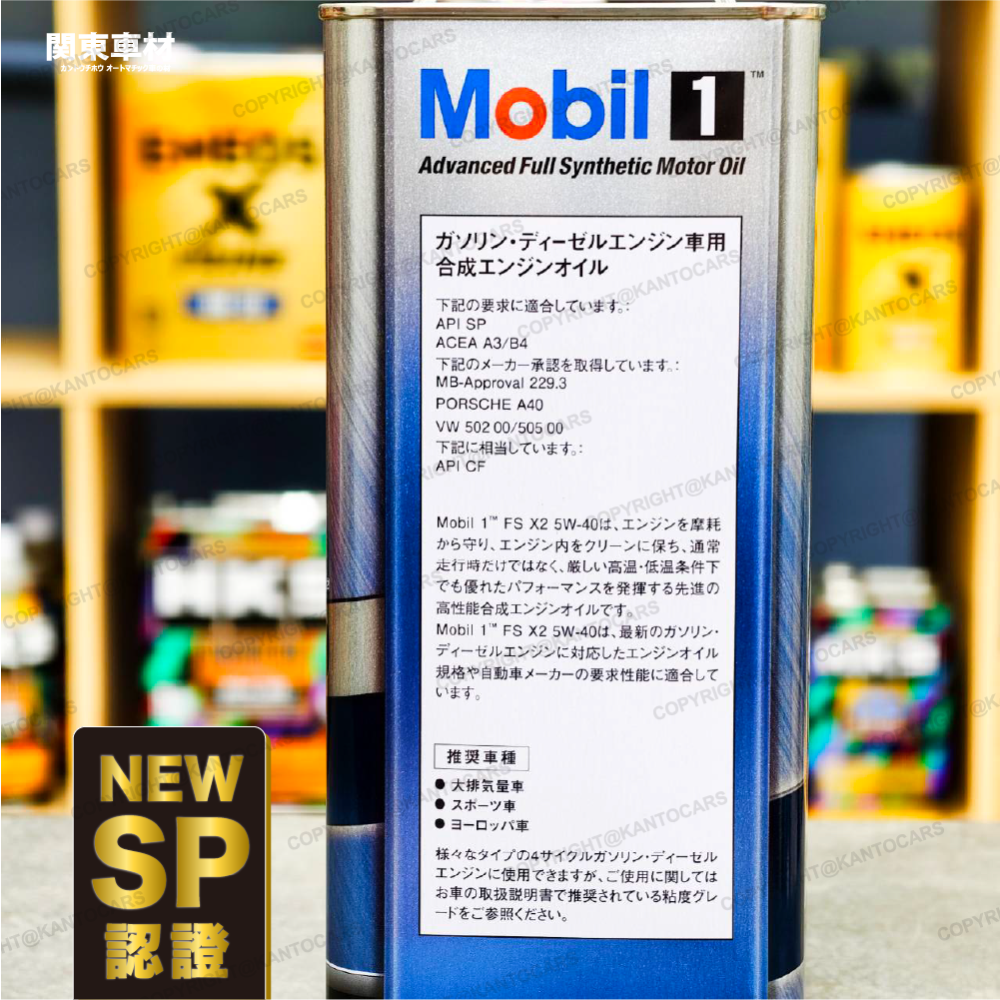 関東車材
Mobil 1™
Advanced Full Synthetic Motor Oil
ガソリン・ディーゼルエンジン車用
合成エンジンオイル
下記の要求に適合しています。:
API SP
ACEA A3/B4
下記のメーカー承認を取得しています。:
MB-Approval 229.3
PORSCHE A40
VW 502 00/505 00
下記に相当しています。:
API CF
Mobil 1™ FS X2 5W-40は、エンジンを摩耗
から守り、エンジン内をクリーンに保ち、通常
走行時だけではなく、厳しい高温・低温条件下
でも優れたパフォーマンスを発揮する先進の
高性能合成エンジンオイルです。
Mobil 1™ FS X2 5W-40は、最新のガソリン・
ディーゼルエンジンに対応したエンジンオイル
規格や自動車メーカーの要求性能に適合して
います。
推奨車種
● 大排気量車
● スポーツ車
● ヨーロッパ車
様々なタイプの4サイクルガソリン・ディーゼル
エンジンに使用できますが、ご使用に関しては
お車の取扱説明書で推奨されている粘度グレ
ードをご参照ください。
ENEOS
X
NEW
SP
認證
COPYRIGHT@KANTOCARS